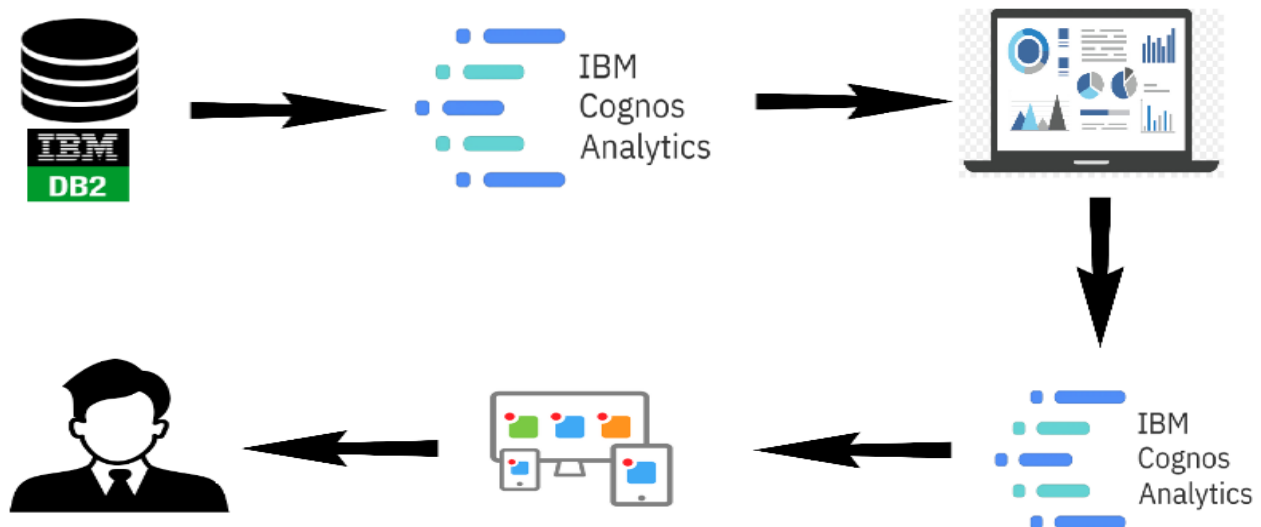 IBM
Cognos
Analytics
IBM
DB2
IBM
Cognos
Analytics